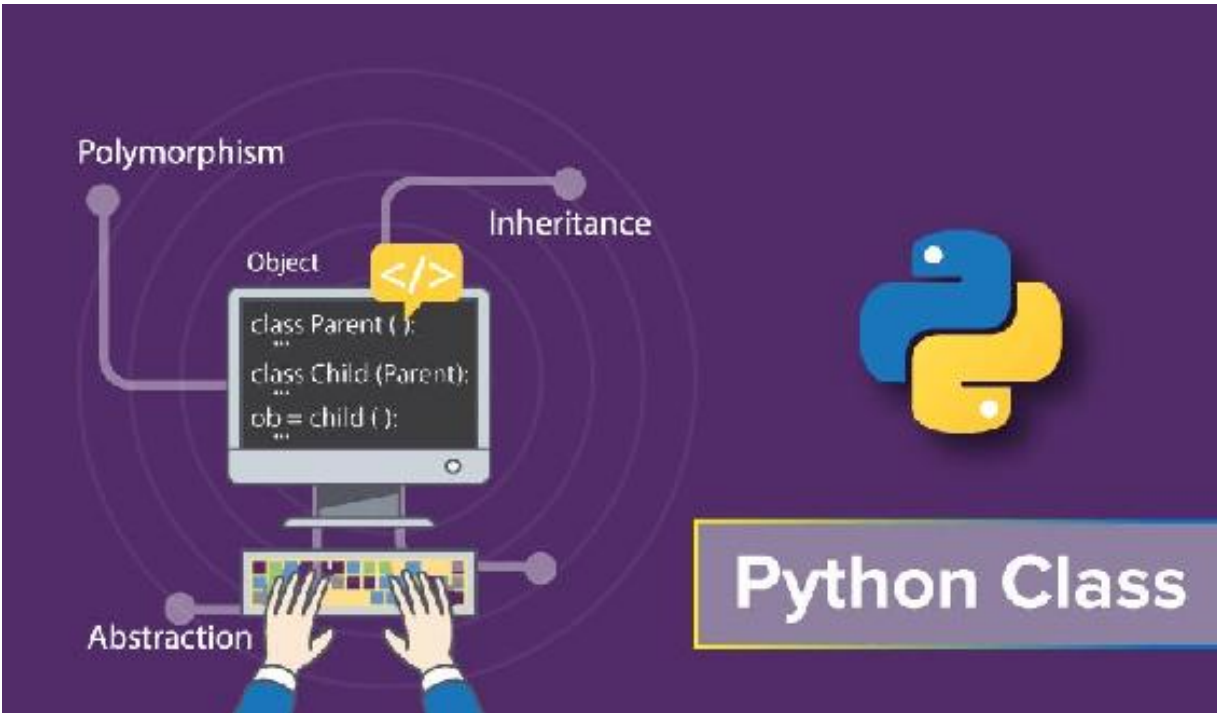 Polymorphism
Inheritance
Object
</>
class Parent ( ):
...
class Child (Parent):
...
ob = child ( ):
...
Abstraction
Python Class